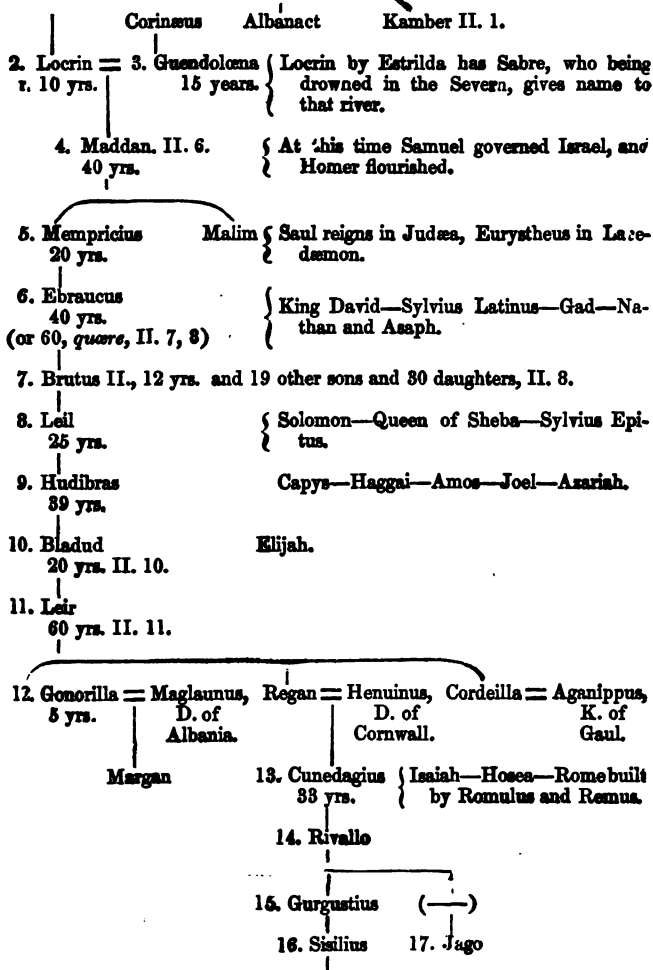 Corinæus Albanact Kamber II. 1.
2. Locrin = 3. Guendolœna { Locrin by Estrilda has Sabre, who being
r. 10 yrs. 15 years. drowned in the Severn, gives name to
that river.
4. Maddan. II. 6. { At this time Samuel governed Israel, and
40 yrs. Homer flourished.
5. Mempricius Malim { Saul reigns in Judæa, Eurystheus in Lace-
20 yrs. dæmon.
6. Ebraucus { King David—Sylvius Latinus—Gad—Na-
40 yrs. than and Asaph.
(or 60, quære, II. 7, 8)
7. Brutus II., 12 yrs. and 19 other sons and 30 daughters, II. 8.
8. Leil { Solomon—Queen of Sheba—Sylvius Epi-
25 yrs. tus.
9. Hudibras Capys—Haggai—Amos—Joel—Azariah.
39 yrs.
10. Bladud Elijah.
20 yrs. II. 10.
11. Leir
60 yrs. II. 11.
12. Gonorilla = Maglaunus, Regan = Henuinus, Cordeilla = Aganippus,
5 yrs. D. of D. of K. of
Albania. Cornwall. Gaul.
Margan 13. Cunedagius { Isaiah—Hosea—Rome built
33 yrs. by Romulus and Remus.
14. Rivallo
15. Gurgustius (——)
16. Sisilius 17. Jago